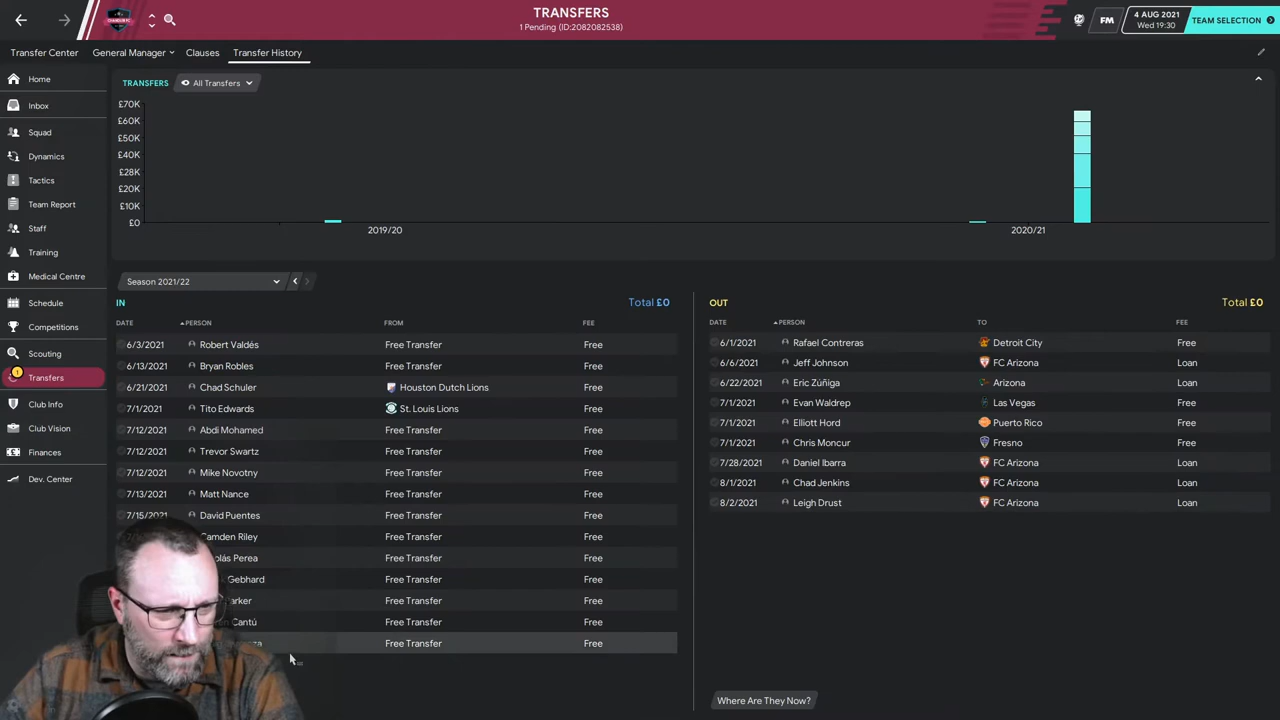 TRANSFERS
1 Pending (ID:2082082538)
FM
4 AUG 2021
Wed 19:30
TEAM SELECTION
Transfer Center
General Manager
Clauses
Transfer History
Home
Inbox
Squad
Dynamics
Tactics
Team Report
Staff
Training
Medical Centre
Schedule
Competitions
Scouting
1
Transfers
Club Info
Club Vision
Finances
Dev. Center
TRANSFERS
All Transfers
£70K
£60K
£50K
£40K
£28K
£20K
£10K
£0
2019/20
2020/21
Season 2021/22
IN
Total £0
DATE PERSON FROM FEE
6/3/2021 Robert Valdés Free Transfer Free
6/13/2021 Bryan Robles Free Transfer Free
6/21/2021 Chad Schuler Houston Dutch Lions Free
7/1/2021 Tito Edwards St. Louis Lions Free
7/12/2021 Abdi Mohamed Free Transfer Free
7/12/2021 Trevor Swartz Free Transfer Free
7/12/2021 Mike Novotny Free Transfer Free
7/13/2021 Matt Nance Free Transfer Free
7/15/2021 David Puentes Free Transfer Free
Camden Riley Free Transfer Free
Perea Free Transfer Free
Gebhard Free Transfer Free
Free Transfer Free
Cantú Free Transfer Free
Free Transfer Free
OUT
Total £0
DATE PERSON TO FEE
6/1/2021 Rafael Contreras Detroit City Free
6/6/2021 Jeff Johnson FC Arizona Loan
6/22/2021 Eric Zúñiga Arizona Loan
7/1/2021 Evan Waldrep Las Vegas Free
7/1/2021 Elliott Hord Puerto Rico Free
7/1/2021 Chris Moncur Fresno Free
7/28/2021 Daniel Ibarra FC Arizona Loan
8/1/2021 Chad Jenkins FC Arizona Loan
8/2/2021 Leigh Drust FC Arizona Loan
Where Are They Now?